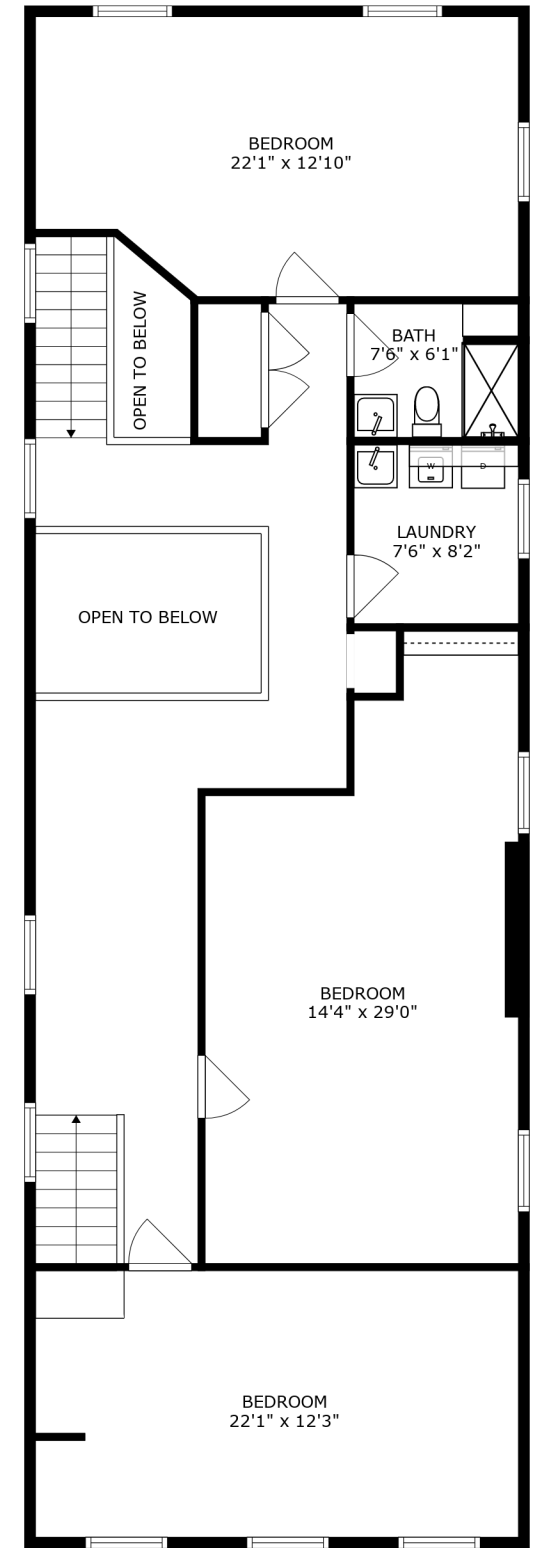 BEDROOM
22'1" x 12'10"
OPEN TO BELOW
BATH
7'6" x 6'1"
W
D
LAUNDRY
7'6" x 8'2"
OPEN TO BELOW
BEDROOM
14'4" x 29'0"
BEDROOM
22'1" x 12'3"